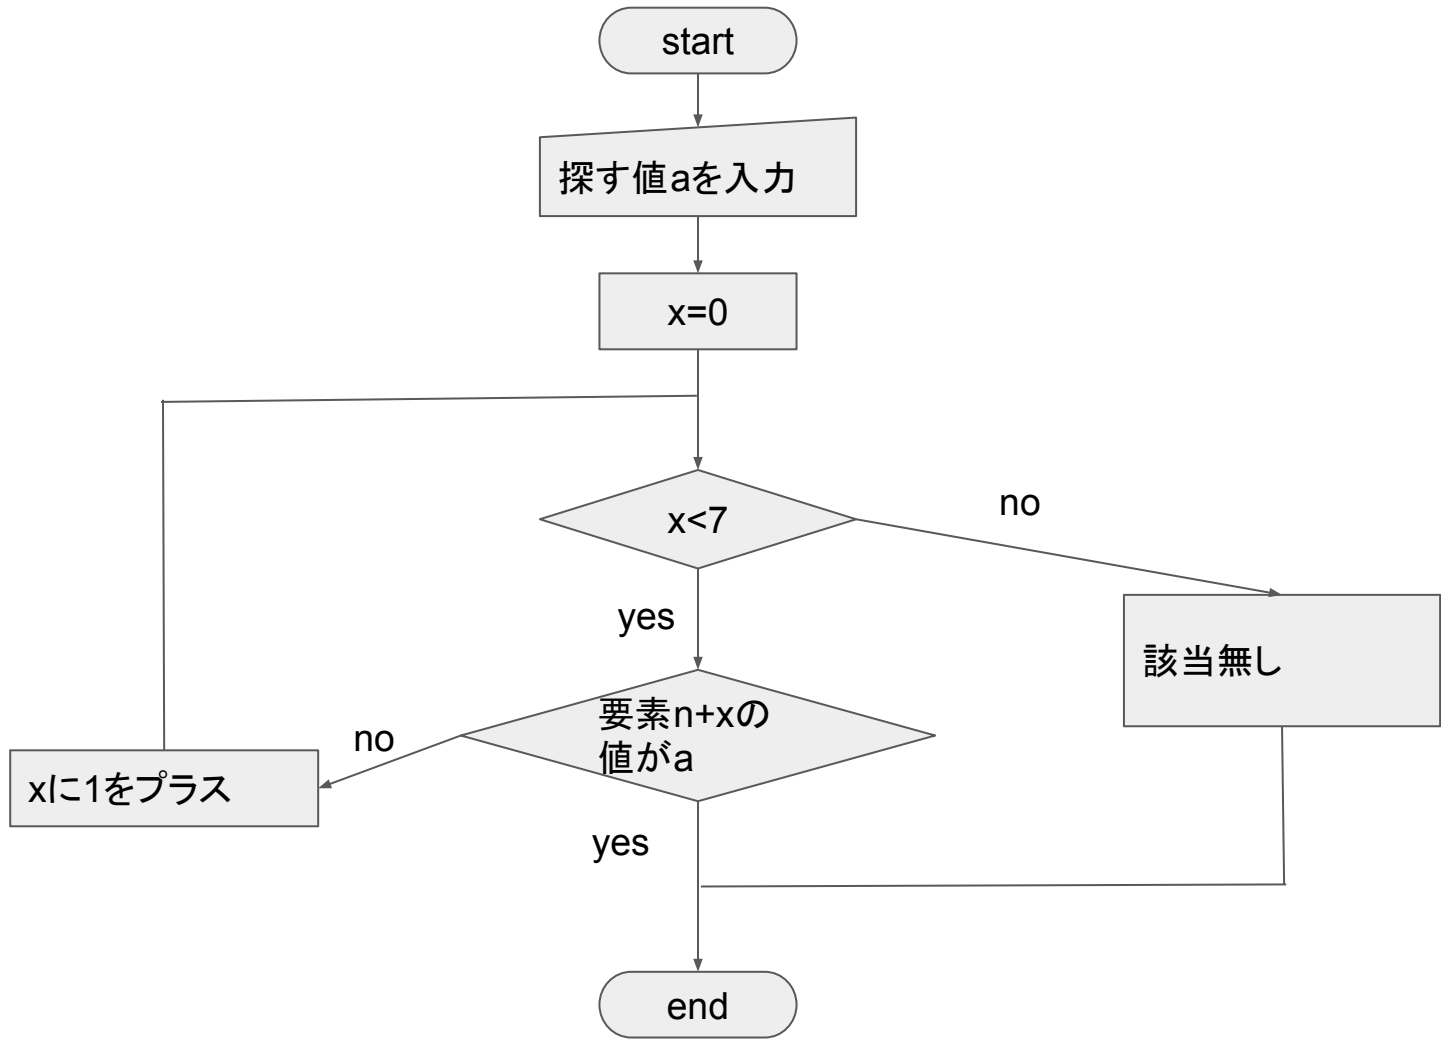 start
探す値aを入力
x=0
x<7
no
yes
該当無し
要素n+xの
値がa
no
xに1をプラス
yes
end